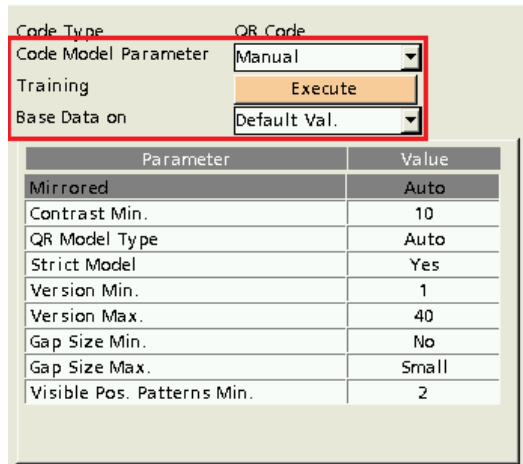 Code Type QR Code
Code Model Parameter Manual
Training Execute
Base Data on Default Val.
Parameter Value
Mirrored Auto
Contrast Min. 10
QR Model Type Auto
Strict Model Yes
Version Min. 1
Version Max. 40
Gap Size Min. No
Gap Size Max. Small
Visible Pos. Patterns Min. 2